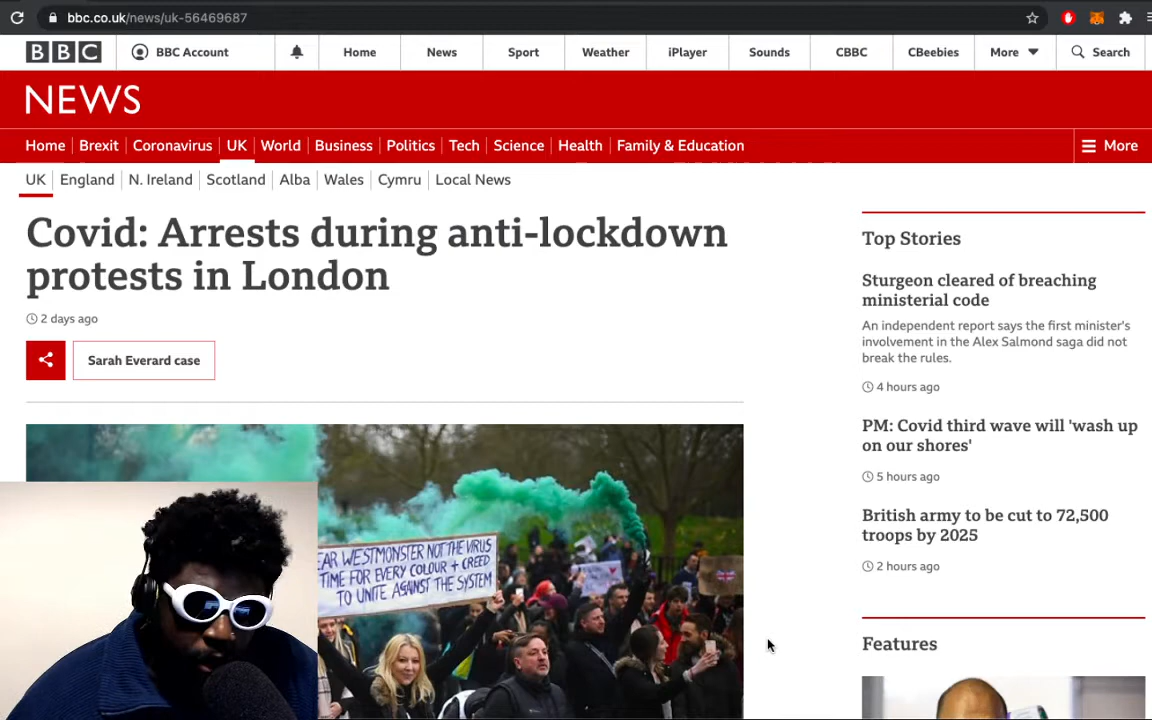 bbc.co.uk/news/uk-56469687
BBC BBC Account Home News Sport Weather iPlayer Sounds CBBC CBeebies More Search
NEWS
Home Brexit Coronavirus UK World Business Politics Tech Science Health Family & Education More
UK England N. Ireland Scotland Alba Wales Cymru Local News
Covid: Arrests during anti-lockdown
protests in London
2 days ago
Sarah Everard case
EAR WESTMONSTER NOT THE VIRUS
TIME FOR EVERY COLOUR + CREED
TO UNITE AGAINST THE SYSTEM
Top Stories
Sturgeon cleared of breaching
ministerial code
An independent report says the first minister's
involvement in the Alex Salmond saga did not
break the rules.
4 hours ago
PM: Covid third wave will 'wash up
on our shores'
5 hours ago
British army to be cut to 72,500
troops by 2025
2 hours ago
Features